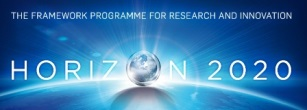 THE FRAMEWORK PROGRAMME FOR RESEARCH AND INNOVATION
HORIZON 2020